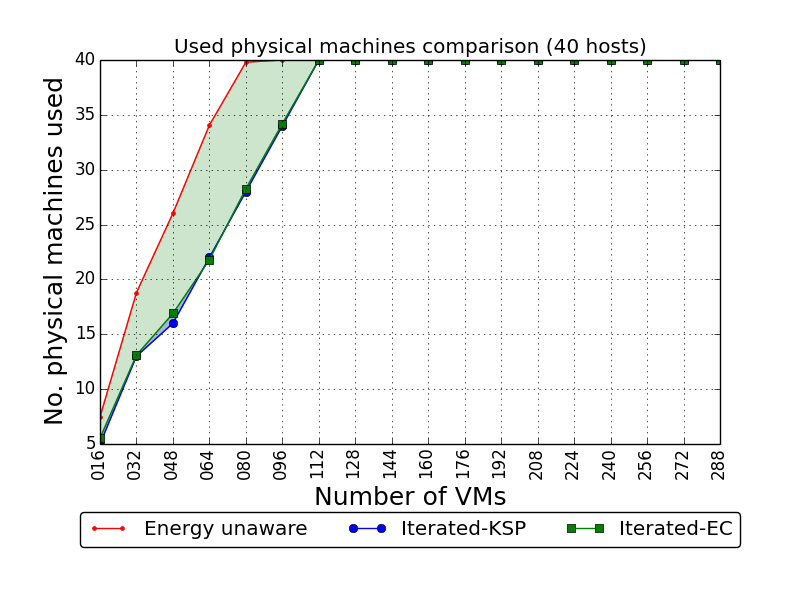 Used physical machines comparison (40 hosts)
No. physical machines used
40
35
30
25
20
15
10
5
016 032 048 064 080 096 112 128 144 160 176 192 208 224 240 256 272 288
Number of VMs
Energy unaware Iterated-KSP Iterated-EC